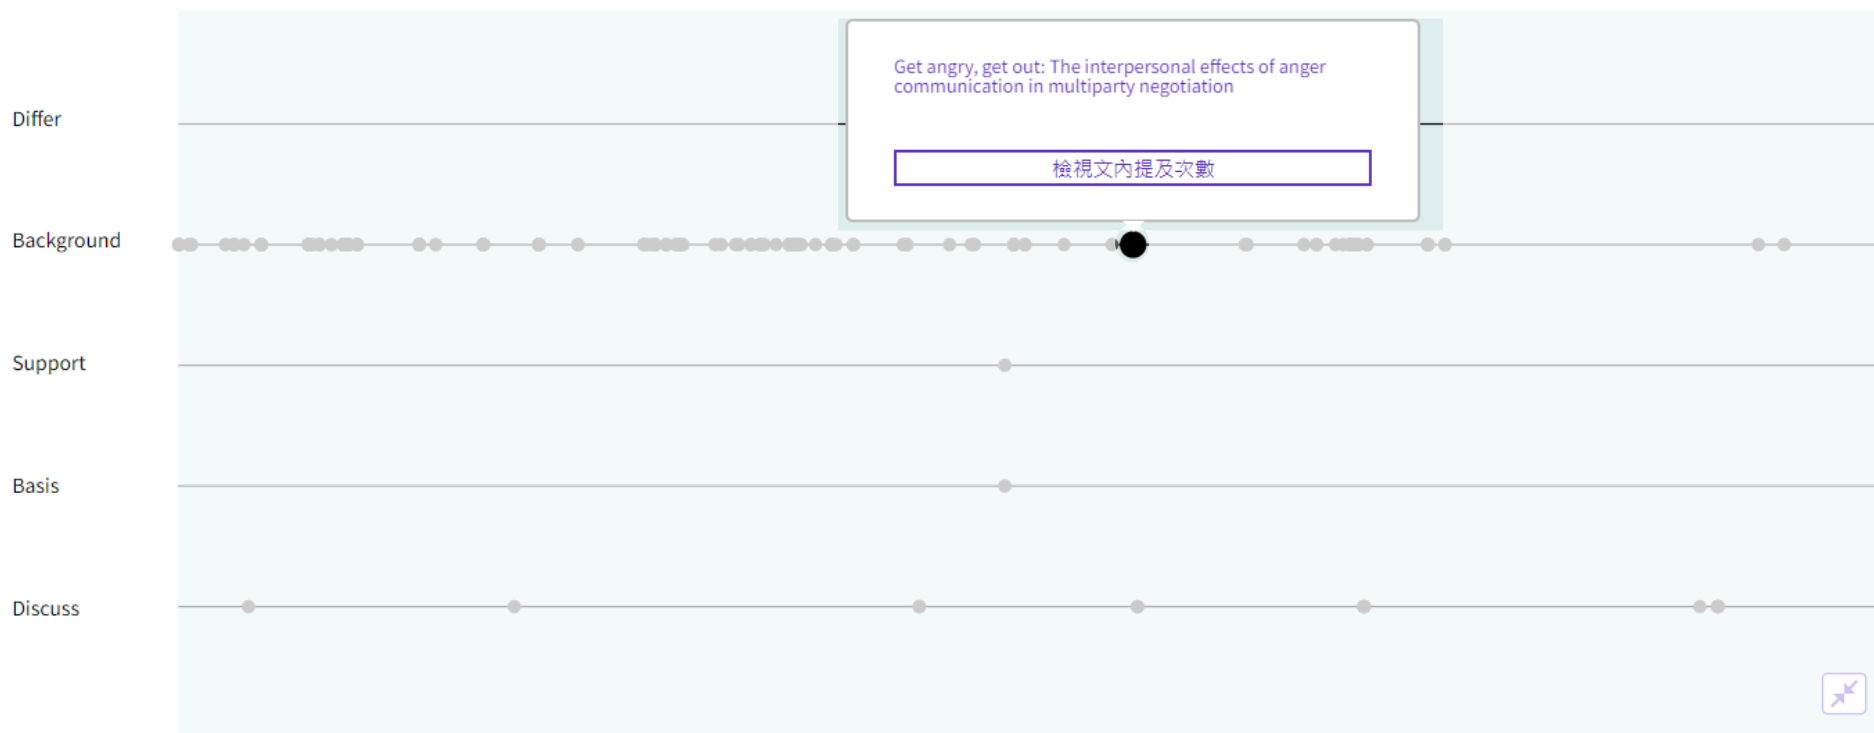 Get angry, get out: The interpersonal effects of anger
communication in multiparty negotiation
檢視文內提及次數
Differ
Background
Support
Basis
Discuss